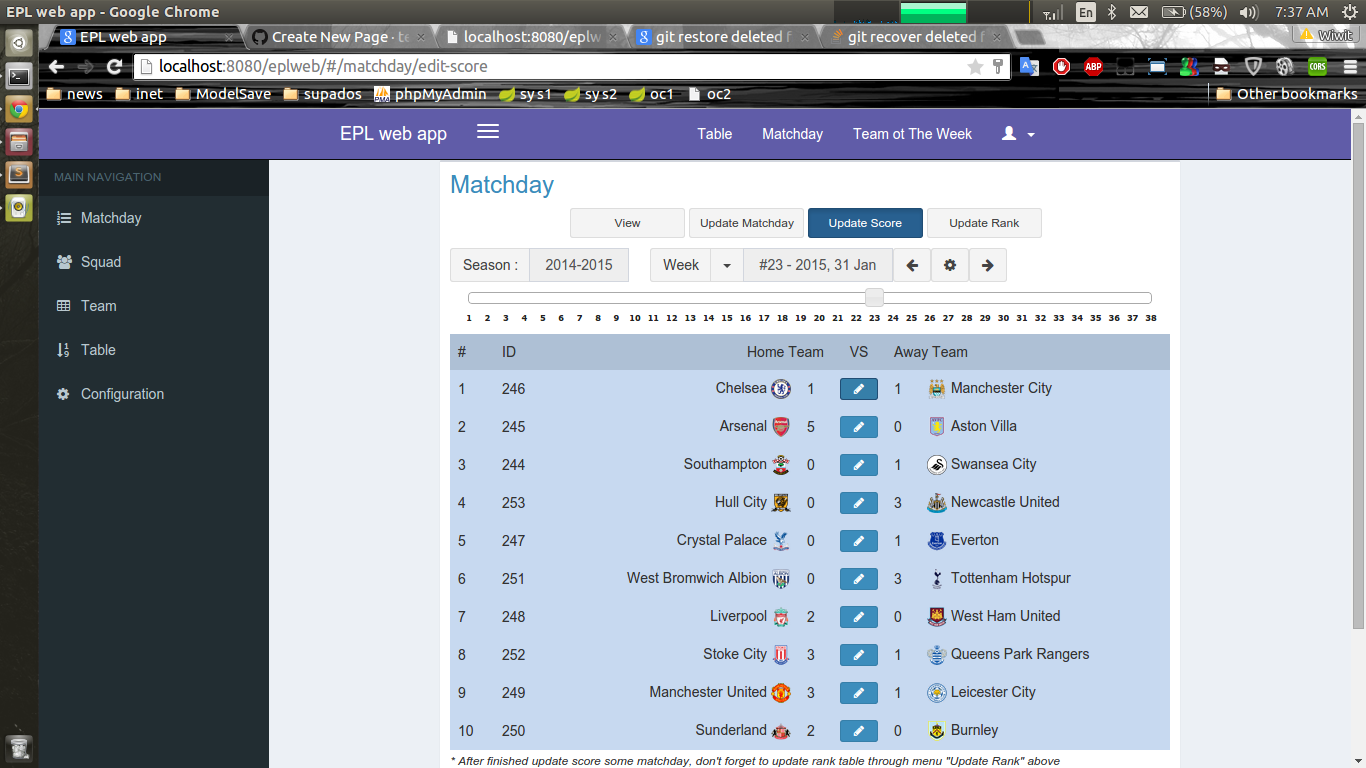 EPL web app - Google Chrome
En (58%) 7:37 AM
EPL web app × Create New Page · te × localhost:8080/eplw × git restore deleted f × git recover deleted f × Wiwit
localhost:8080/eplweb/#/matchday/edit-score ABP CORS
news inet ModelSave supados phpMyAdmin sys1 sys2 oc1 oc2 Other bookmarks
EPL web app Table Matchday Team ot The Week
MAIN NAVIGATION
Matchday
Squad
Team
Table
Configuration
Matchday
View Update Matchday Update Score Update Rank
Season : 2014-2015 Week #23 - 2015, 31 Jan
1 2 3 4 5 6 7 8 9 10 11 12 13 14 15 16 17 18 19 20 21 22 23 24 25 26 27 28 29 30 31 32 33 34 35 36 37 38
# ID Home Team VS Away Team
1 246 Chelsea 1 1 Manchester City
2 245 Arsenal 5 0 Aston Villa
3 244 Southampton 0 1 Swansea City
4 253 Hull City 0 3 Newcastle United
5 247 Crystal Palace 0 1 Everton
6 251 West Bromwich Albion 0 3 Tottenham Hotspur
7 248 Liverpool 2 0 West Ham United
8 252 Stoke City 3 1 Queens Park Rangers
9 249 Manchester United 3 1 Leicester City
10 250 Sunderland 2 0 Burnley
* After finished update score some matchday, don't forget to update rank table through menu "Update Rank" above